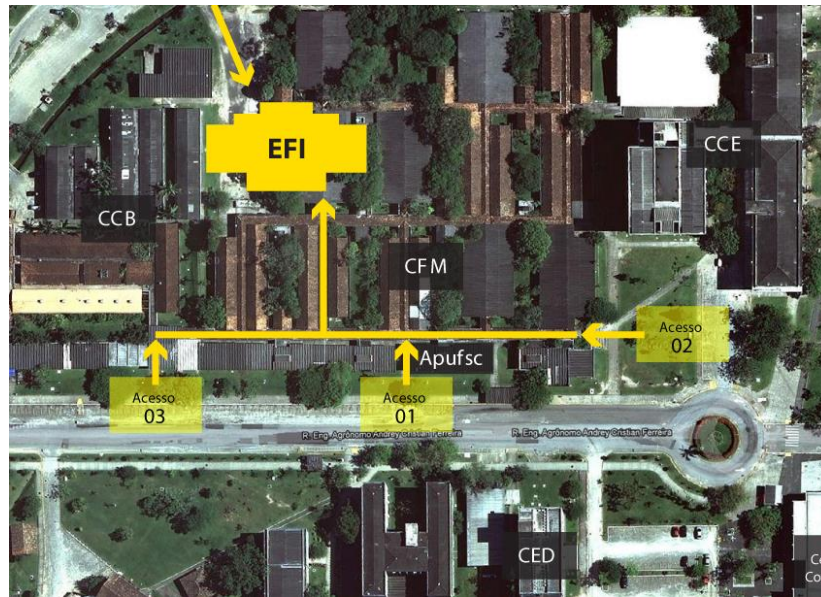 EFI
CCE
CCB
CFM
Acesso
02
Apufsc
Acesso
03
Acesso
01
R. Eng. Agrônomo Andrey Cristian Ferreira
R. Eng. Agrônomo Andrey Cristian Ferreira
CED